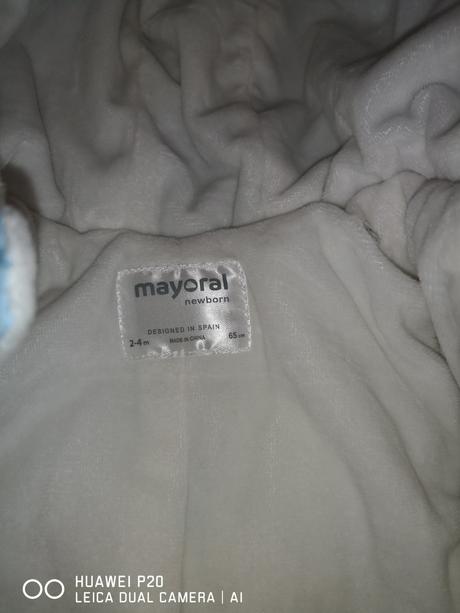 mayoral
newborn
DESIGNED IN SPAIN
2-4 m MADE IN CHINA 65 cm
HUAWEI P20
LEICA DUAL CAMERA | AI